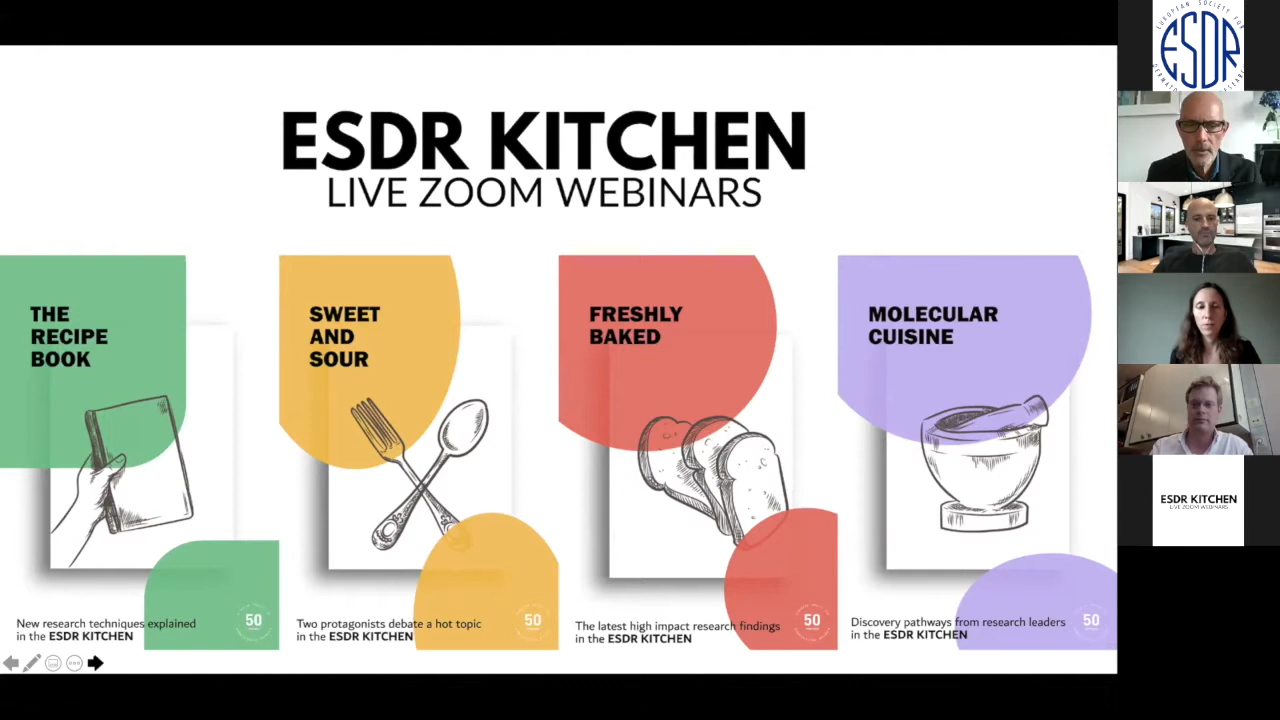 ESDR KITCHEN
LIVE ZOOM WEBINARS
THE
RECIPE
BOOK
New research techniques explained
in the ESDR KITCHEN
50
SWEET
AND
SOUR
Two protagonists debate a hot topic
in the ESDR KITCHEN
50
FRESHLY
BAKED
The latest high impact research findings
in the ESDR KITCHEN
50
MOLECULAR
CUISINE
Discovery pathways from research leaders
in the ESDR KITCHEN
50
EUROPEAN SOCIETY FOR
ESDR
ESDR KITCHEN
LIVE ZOOM WEBINARS